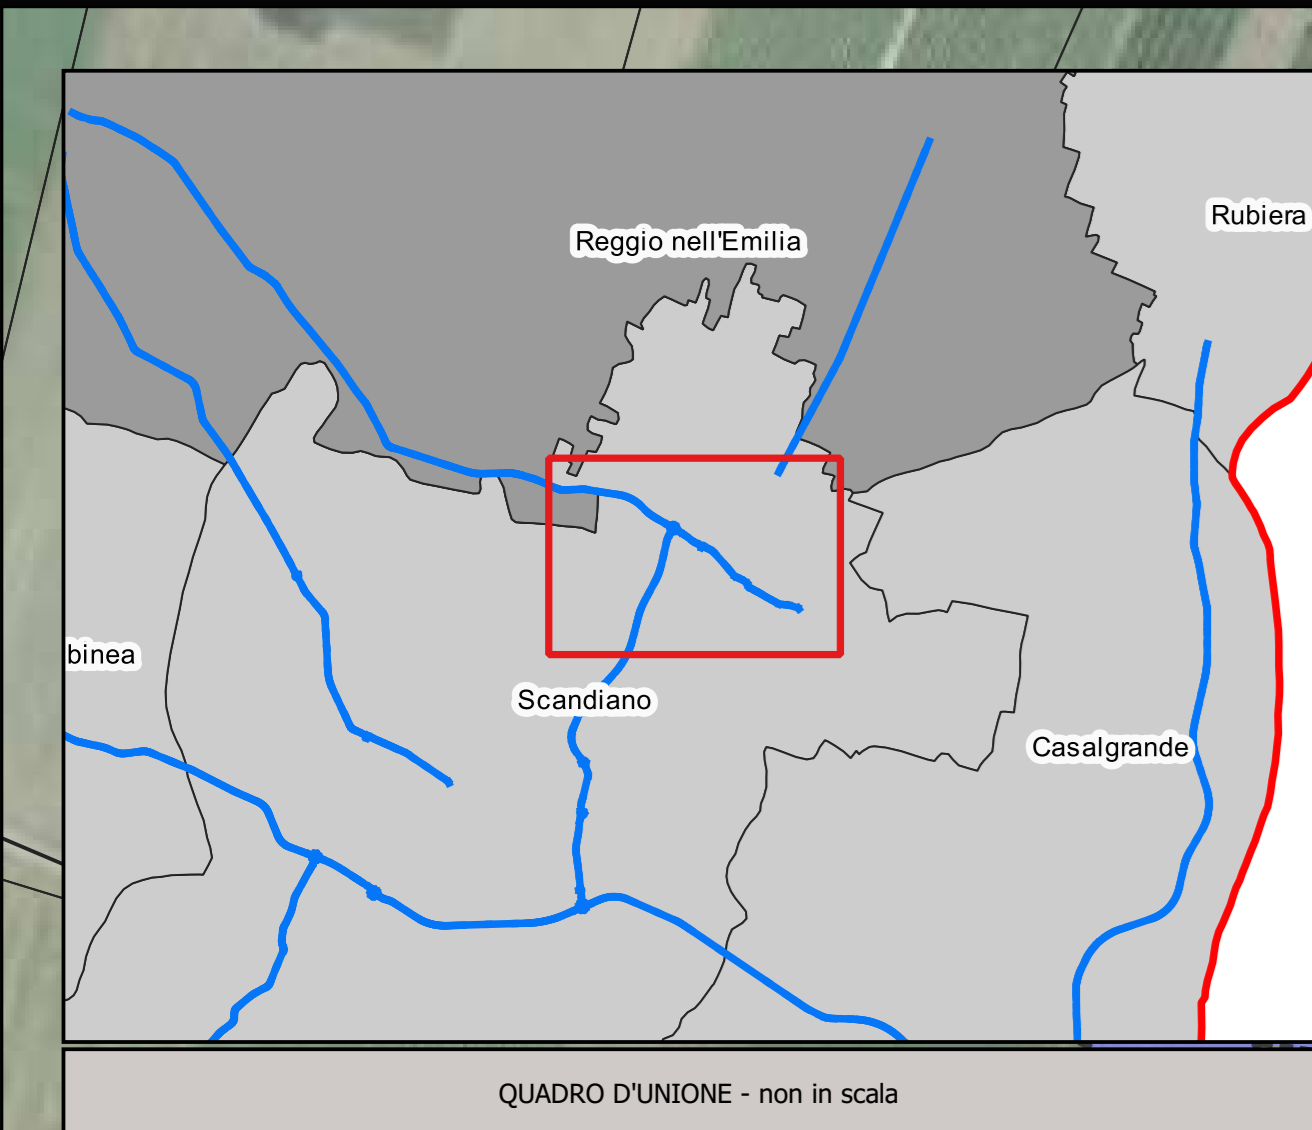 Rubiera
Reggio nell'Emilia
binea
Scandiano
Casalgrande
QUADRO D'UNIONE - non in scala